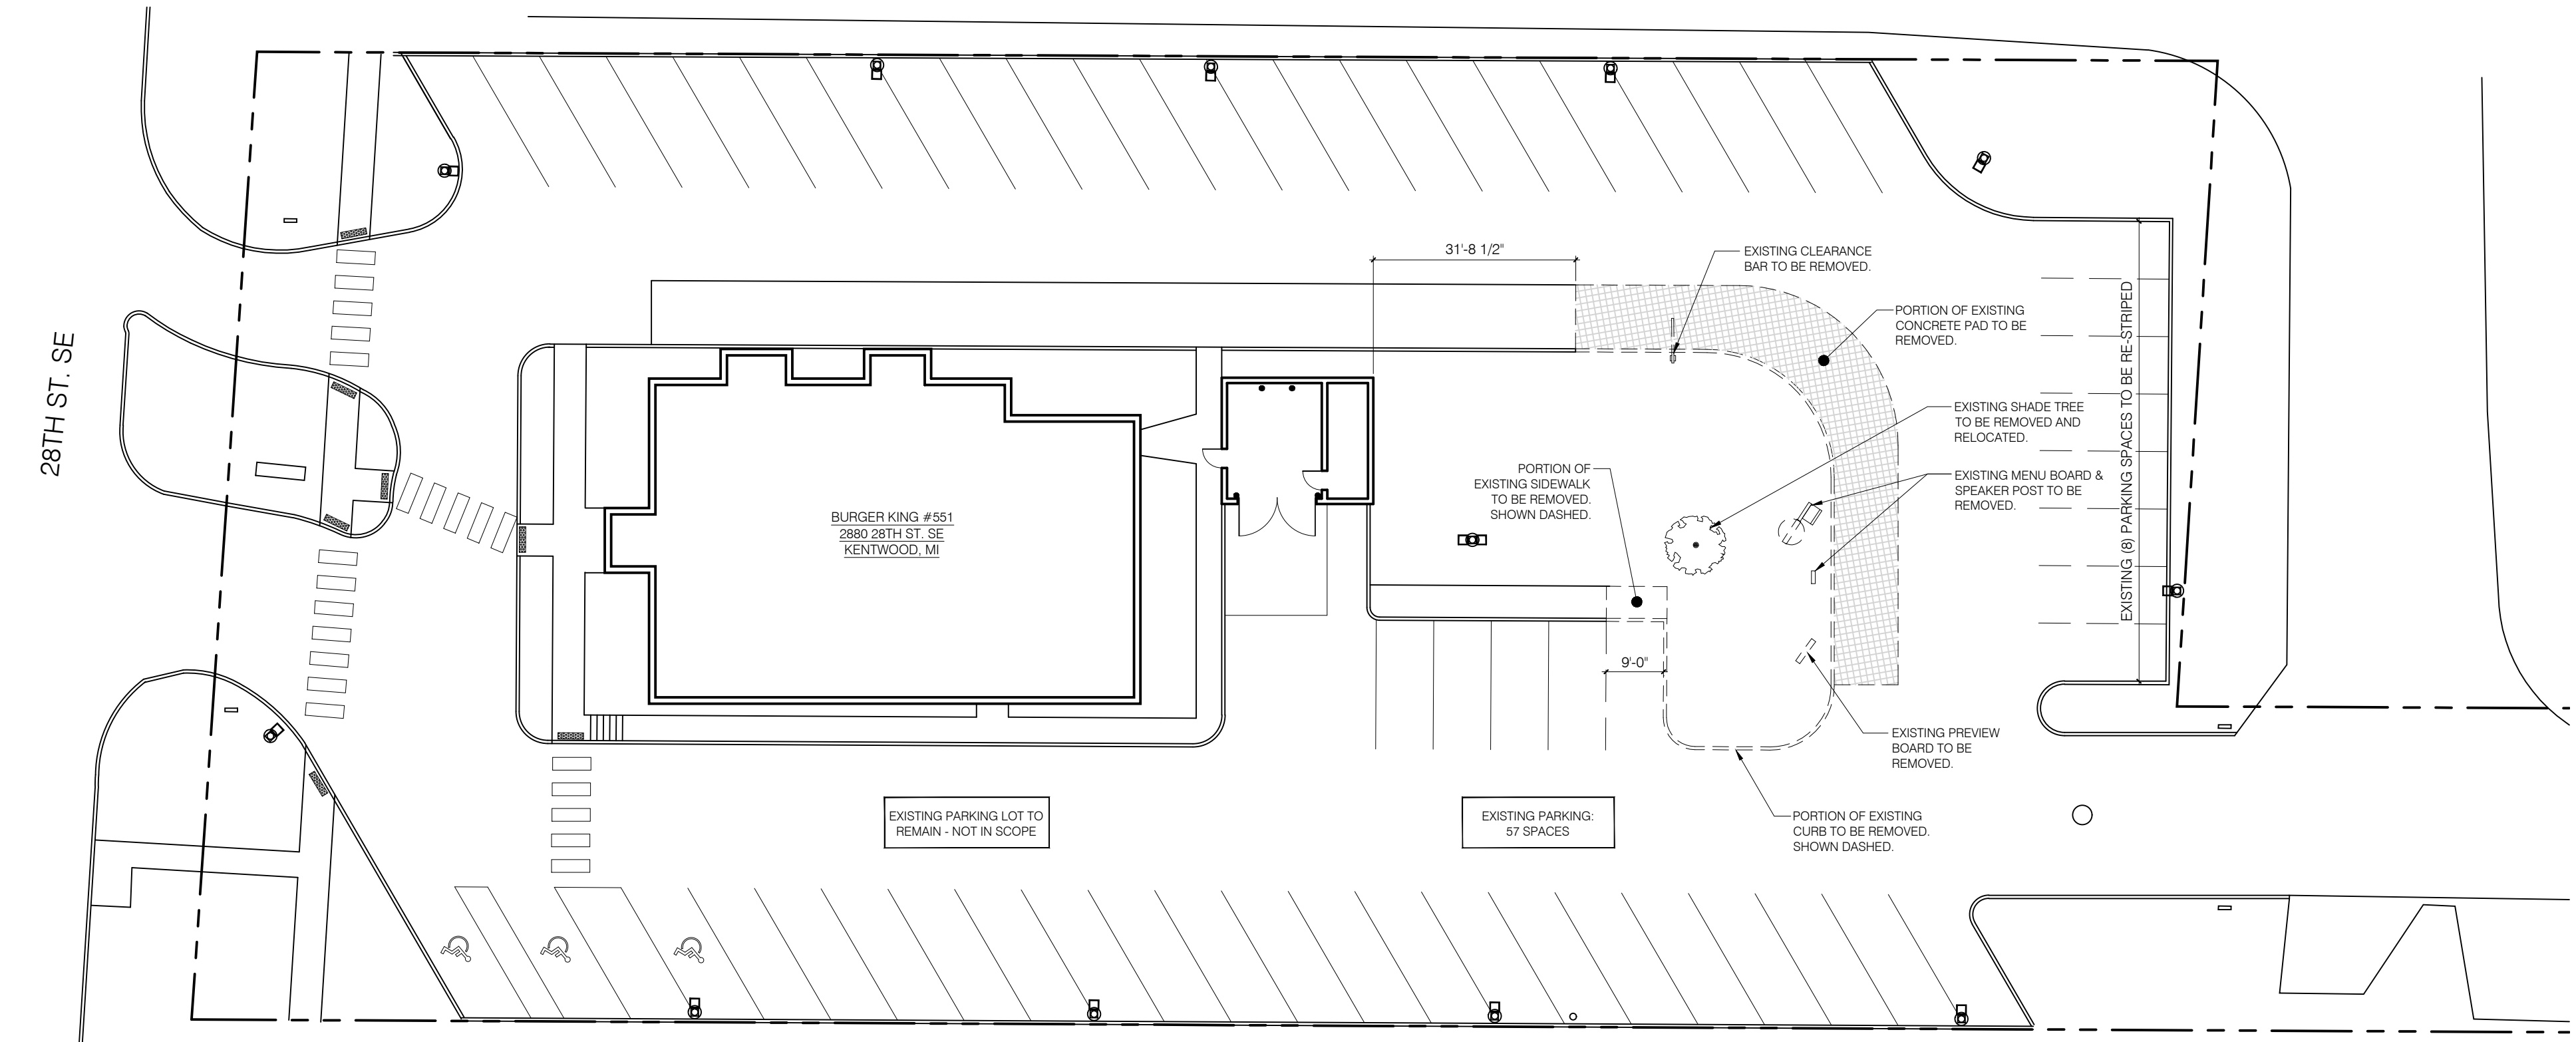 31'-8 1/2"
EXISTING CLEARANCE
BAR TO BE REMOVED.
PORTION OF EXISTING
CONCRETE PAD TO BE
REMOVED.
28TH ST. SE
EXISTING (8) PARKING SPACES TO BE RE-STRIPED
EXISTING SHADE TREE
TO BE REMOVED AND
RELOCATED.
PORTION OF
EXISTING SIDEWALK
TO BE REMOVED.
SHOWN DASHED.
EXISTING MENU BOARD &
SPEAKER POST TO BE
REMOVED.
BURGER KING #551
2880 28TH ST. SE
KENTWOOD, MI
9'-0"
EXISTING PREVIEW
BOARD TO BE
REMOVED.
EXISTING PARKING LOT TO
REMAIN - NOT IN SCOPE
EXISTING PARKING:
57 SPACES
PORTION OF EXISTING
CURB TO BE REMOVED.
SHOWN DASHED.